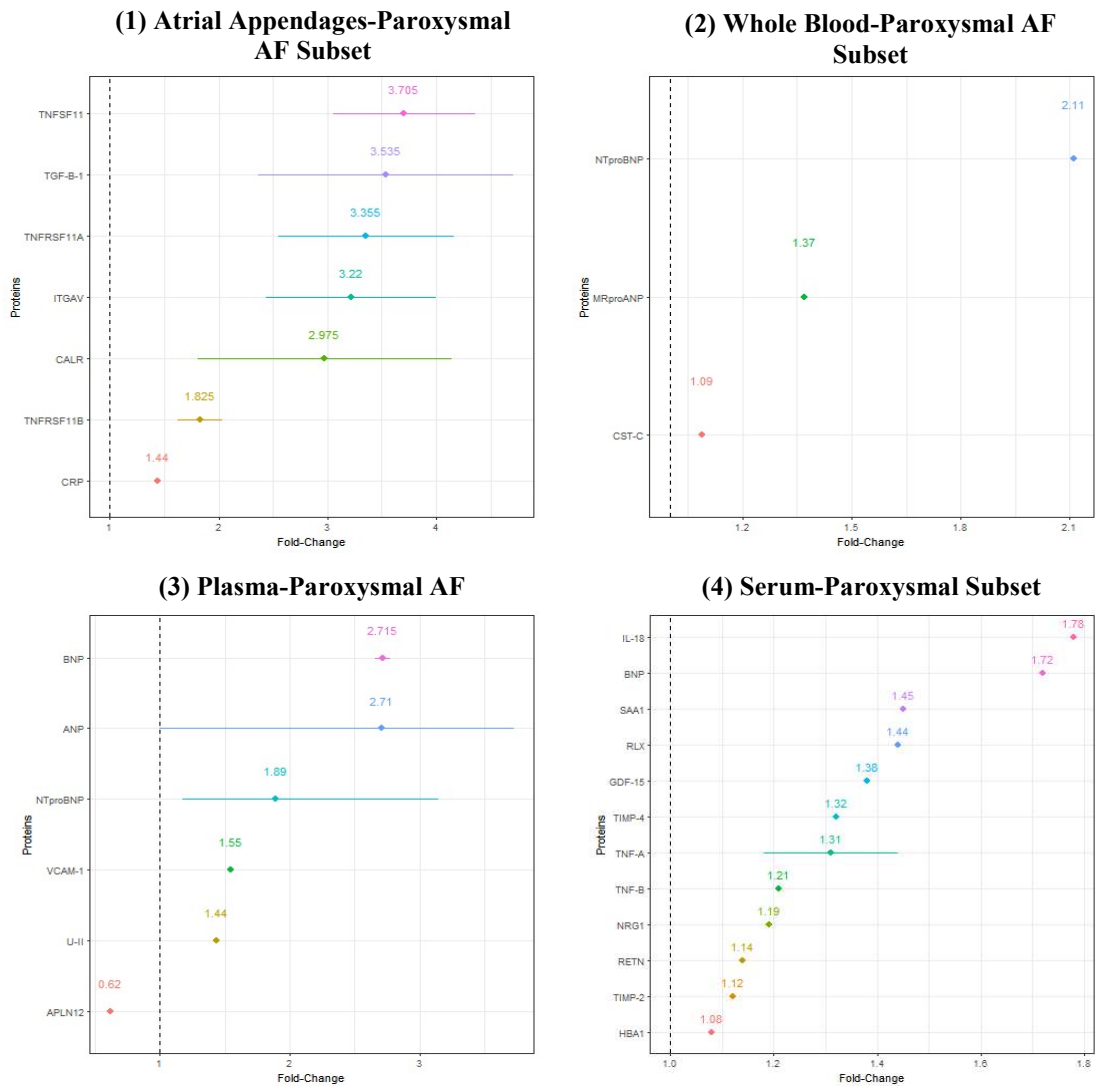 (1) Atrial Appendages-Paroxysmal
AF Subset
3.705
TNFSF11
3.535
TGF-B-1
3.355
TNFRSF11A
3.22
ITGAV
2.975
CALR
1.825
TNFRSF11B
1.44
CRP
Proteins
1 2 3 4
Fold-Change
(2) Whole Blood-Paroxysmal AF
Subset
2.11
NTproBNP
1.37
MRproANP
1.09
CST-C
Proteins
1.2 1.5 1.8 2.1
Fold-Change
(3) Plasma-Paroxysmal AF
2.715
BNP
2.71
ANP
1.89
NTproBNP
1.55
VCAM-1
1.44
U-II
0.62
APLN12
Proteins
1 2 3
Fold-Change
(4) Serum-Paroxysmal Subset
1.78
IL-18
1.72
BNP
1.45
SAA1
1.44
RLX
1.38
GDF-15
1.32
TIMP-4
1.31
TNF-A
1.21
TNF-B
1.19
NRG1
1.14
RETN
1.12
TIMP-2
1.08
HBA1
Proteins
1.0 1.2 1.4 1.6 1.8
Fold-Change